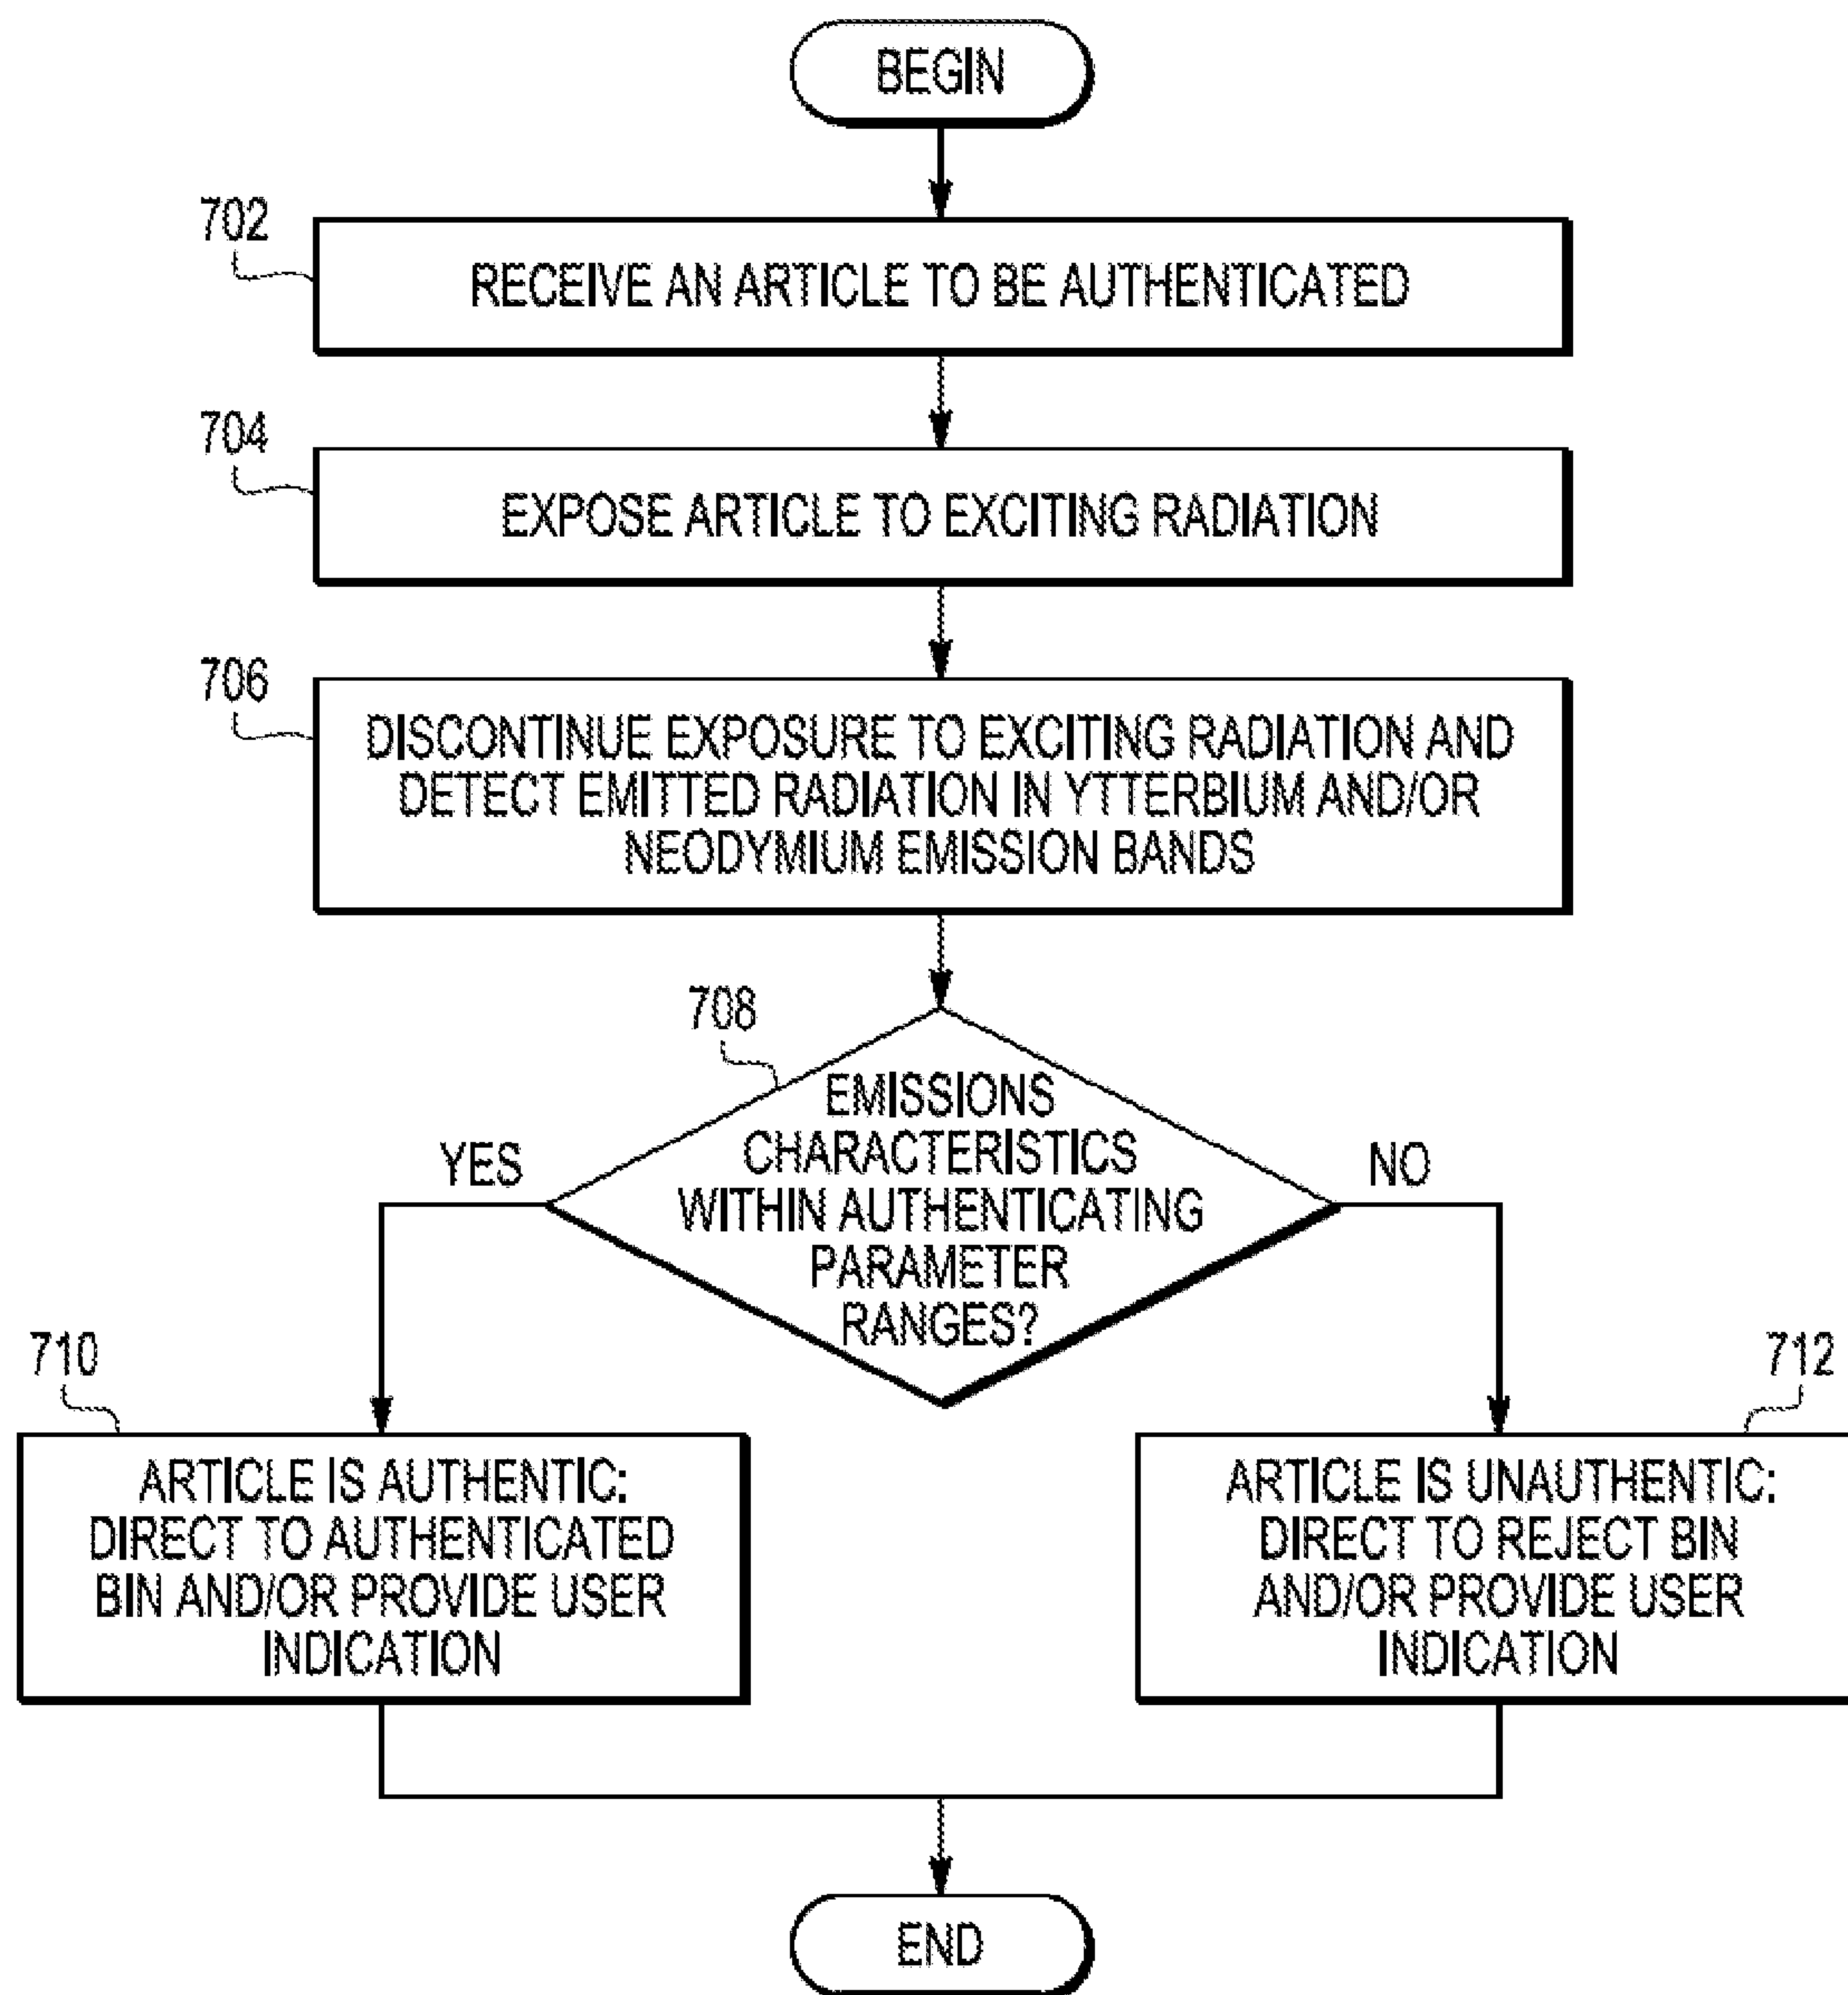 BEGIN
702
RECEIVE AN ARTICLE TO BE AUTHENTICATED
704
EXPOSE ARTICLE TO EXCITING RADIATION
706
DISCONTINUE EXPOSURE TO EXCITING RADIATION AND
DETECT EMITTED RADIATION IN YTTERBIUM AND/OR
NEODYMIUM EMISSION BANDS
708
EMISSIONS
CHARACTERISTICS
WITHIN AUTHENTICATING
PARAMETER
RANGES?
YES
NO
710
ARTICLE IS AUTHENTIC:
DIRECT TO AUTHENTICATED
BIN AND/OR PROVIDE USER
INDICATION
712
ARTICLE IS UNAUTHENTIC:
DIRECT TO REJECT BIN
AND/OR PROVIDE USER
INDICATION
END